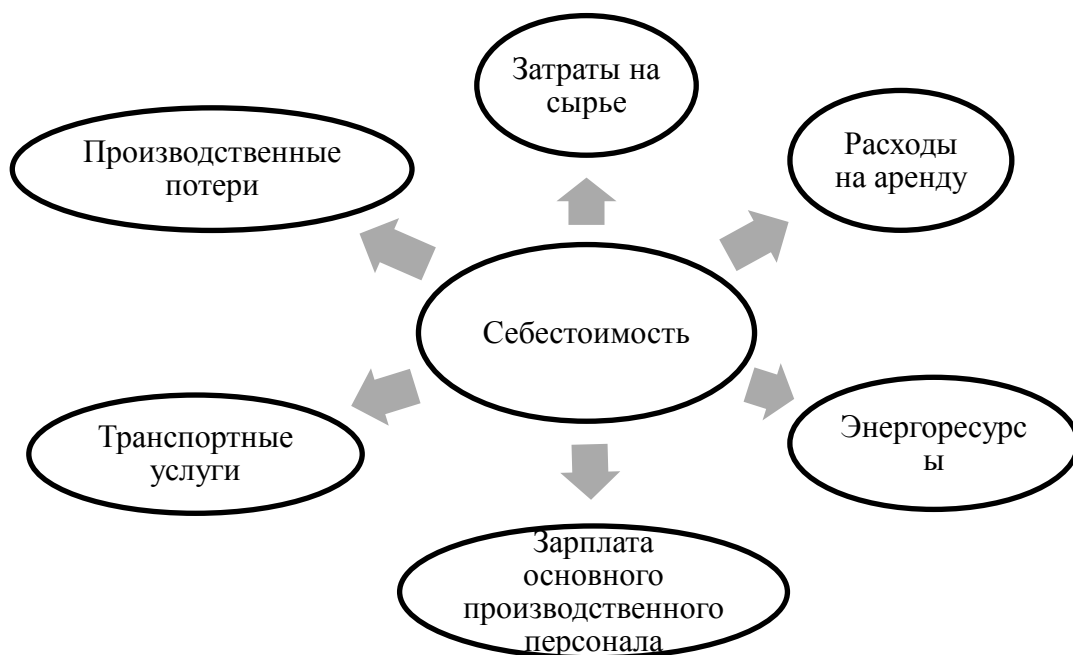 Затраты на
сырье
Производственные
потери
Расходы
на аренду
Себестоимость
Транспортные
услуги
Энергоресурс
ы
Зарплата
основного
производственного
персонала